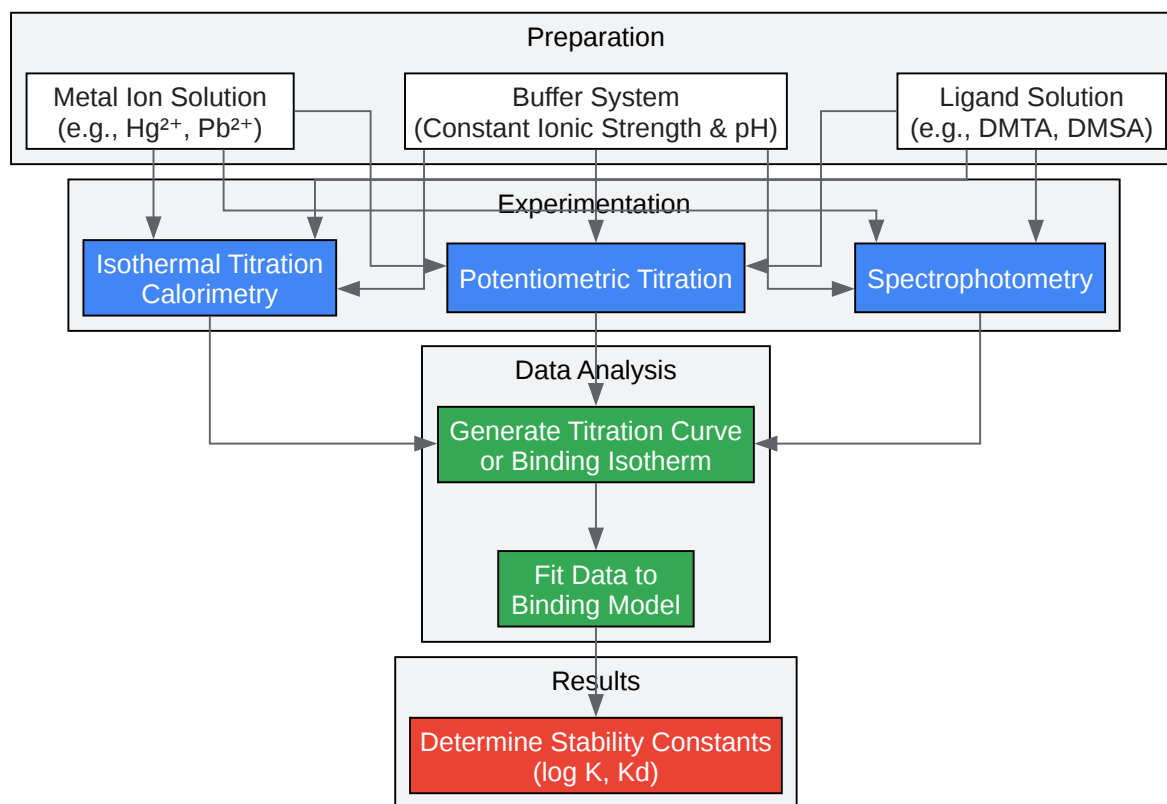 Preparation
Metal Ion Solution
(e.g., Hg²⁺, Pb²⁺)
Buffer System
(Constant Ionic Strength & pH)
Ligand Solution
(e.g., DMTA, DMSA)
Experimentation
Isothermal Titration
Calorimetry
Potentiometric Titration
Spectrophotometry
Data Analysis
Generate Titration Curve
or Binding Isotherm
Fit Data to
Binding Model
Results
Determine Stability Constants
(log K, Kd)